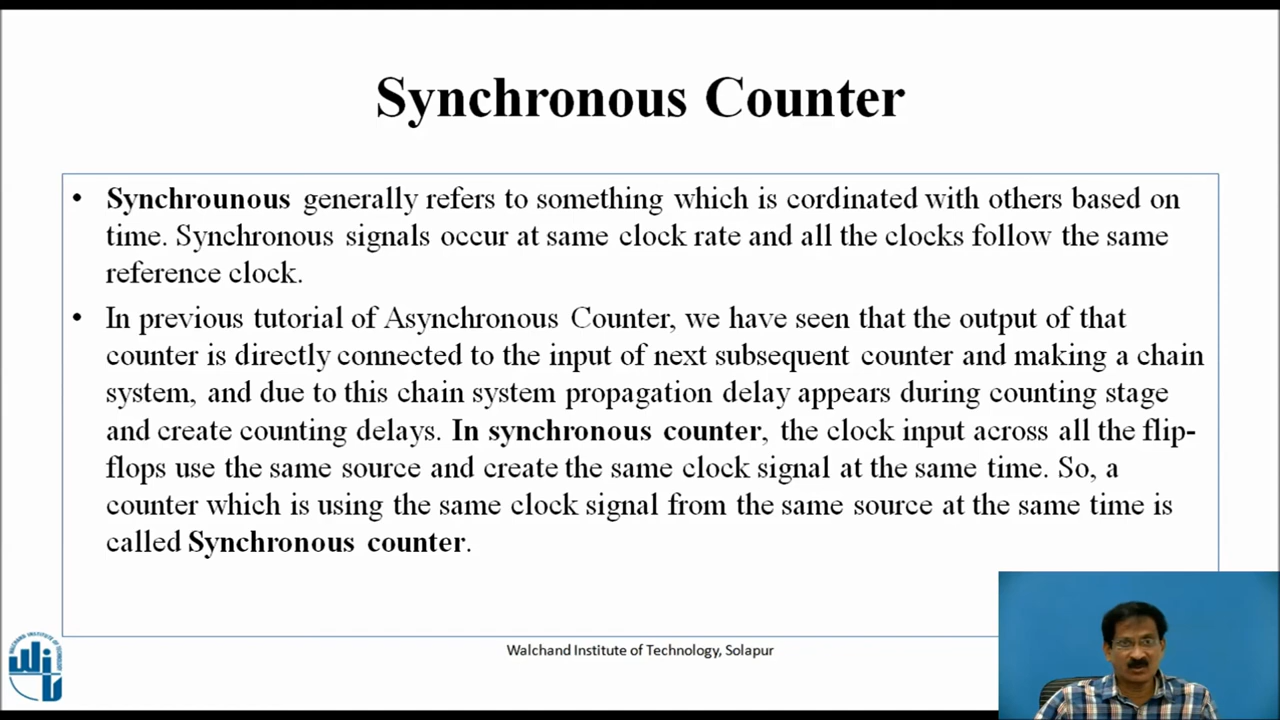 Synchronous Counter
• Synchrounous generally refers to something which is cordinated with others based on
time. Synchronous signals occur at same clock rate and all the clocks follow the same
reference clock.
• In previous tutorial of Asynchronous Counter, we have seen that the output of that
counter is directly connected to the input of next subsequent counter and making a chain
system, and due to this chain system propagation delay appears during counting stage
and create counting delays. In synchronous counter, the clock input across all the flip-
flops use the same source and create the same clock signal at the same time. So, a
counter which is using the same clock signal from the same source at the same time is
called Synchronous counter.
WALCHAND INSTITUTE OF TECHNOLOGY
Walchand Institute of Technology, Solapur